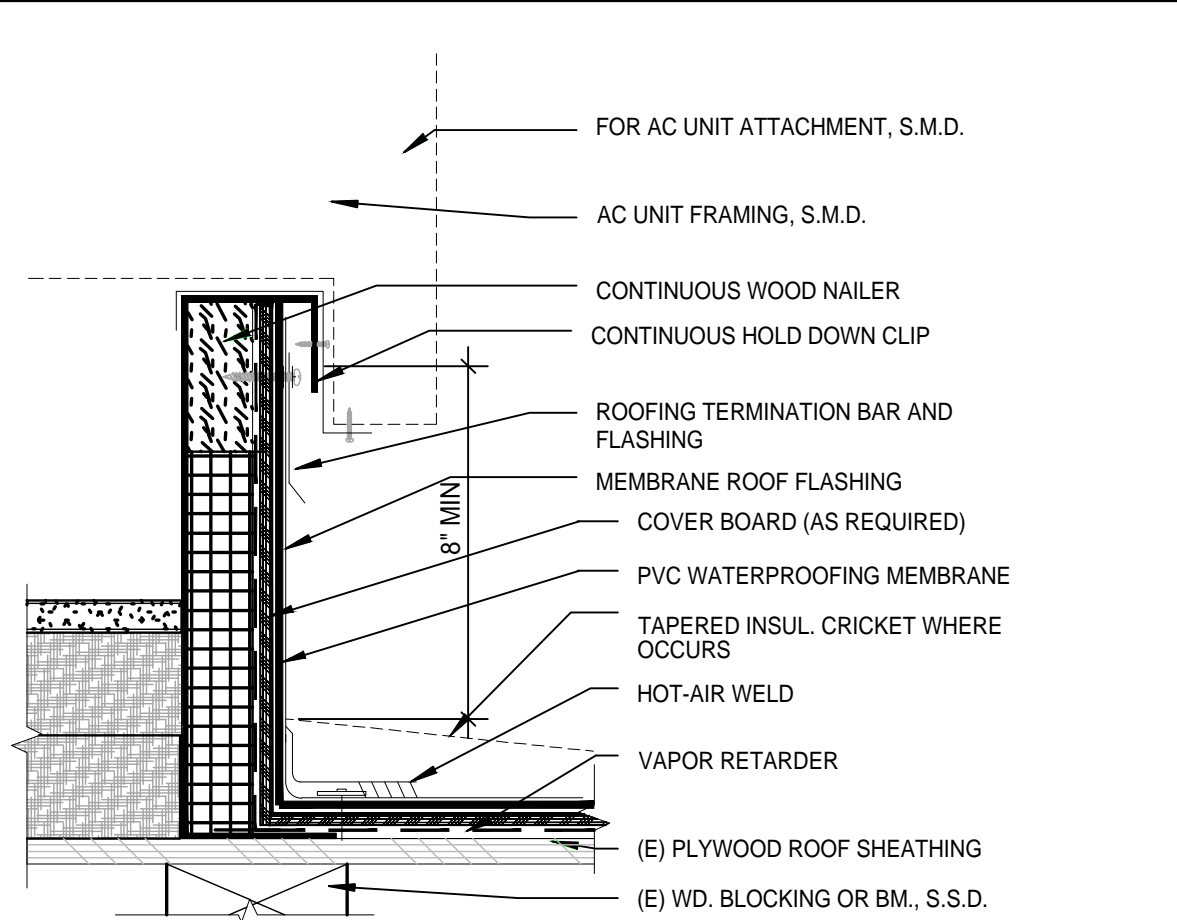 FOR AC UNIT ATTACHMENT, S.M.D.
AC UNIT FRAMING, S.M.D.
CONTINUOUS WOOD NAILER
CONTINUOUS HOLD DOWN CLIP
ROOFING TERMINATION BAR AND
FLASHING
MEMBRANE ROOF FLASHING
8" MIN
COVER BOARD (AS REQUIRED)
PVC WATERPROOFING MEMBRANE
TAPERED INSUL. CRICKET WHERE
OCCURS
HOT-AIR WELD
VAPOR RETARDER
(E) PLYWOOD ROOF SHEATHING
(E) WD. BLOCKING OR BM., S.S.D.